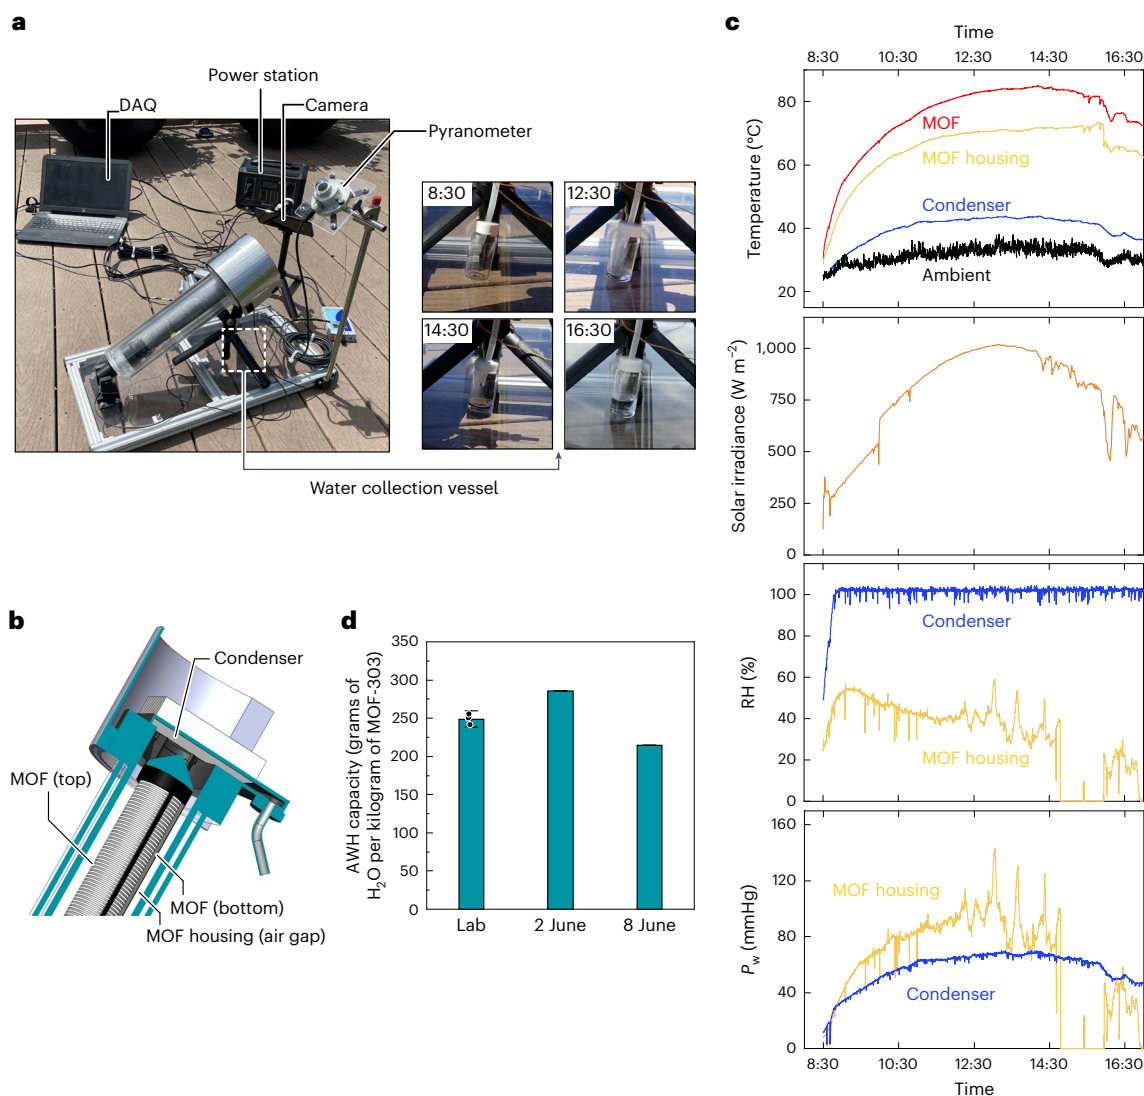 a
Power station
DAQ
Camera
Pyranometer
8:30
12:30
14:30
16:30
Water collection vessel
b
Condenser
MOF (top)
MOF (bottom)
MOF housing (air gap)
d
AWH capacity (grams of
H₂O per kilogram of MOF-303)
350
300
250
200
150
100
50
0
Lab
2 June
8 June
c
Time
8:30
10:30
12:30
14:30
16:30
Temperature (°C)
80
60
40
20
MOF
MOF housing
Condenser
Ambient
Solar irradiance (W m⁻²)
1,000
750
500
250
0
RH (%)
100
80
60
40
20
0
Condenser
MOF housing
P_w (mmHg)
160
120
80
40
0
MOF housing
Condenser
8:30
10:30
12:30
14:30
16:30
Time